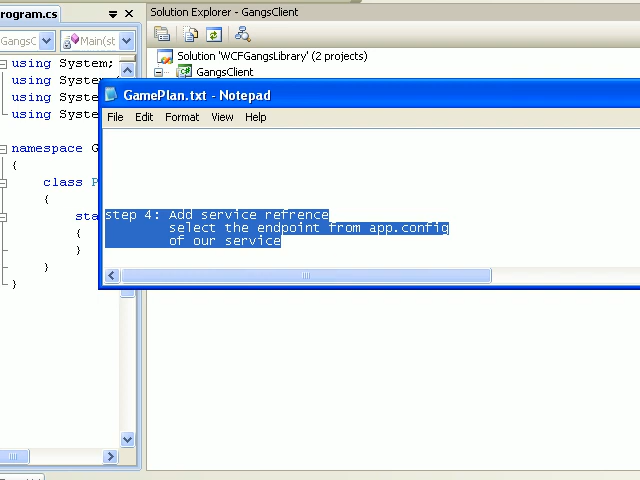 rogram.cs
Solution Explorer - GangsClient
GangsC
Main(st
Solution 'WCFGangsLibrary' (2 projects)
GangsClient
using System;
using System
using System
using System
namespace G
{
class P
{
sta
{
}
}
}
GamePlan.txt - Notepad
File Edit Format View Help
step 4: Add service refrence
select the endpoint from app.config
of our service